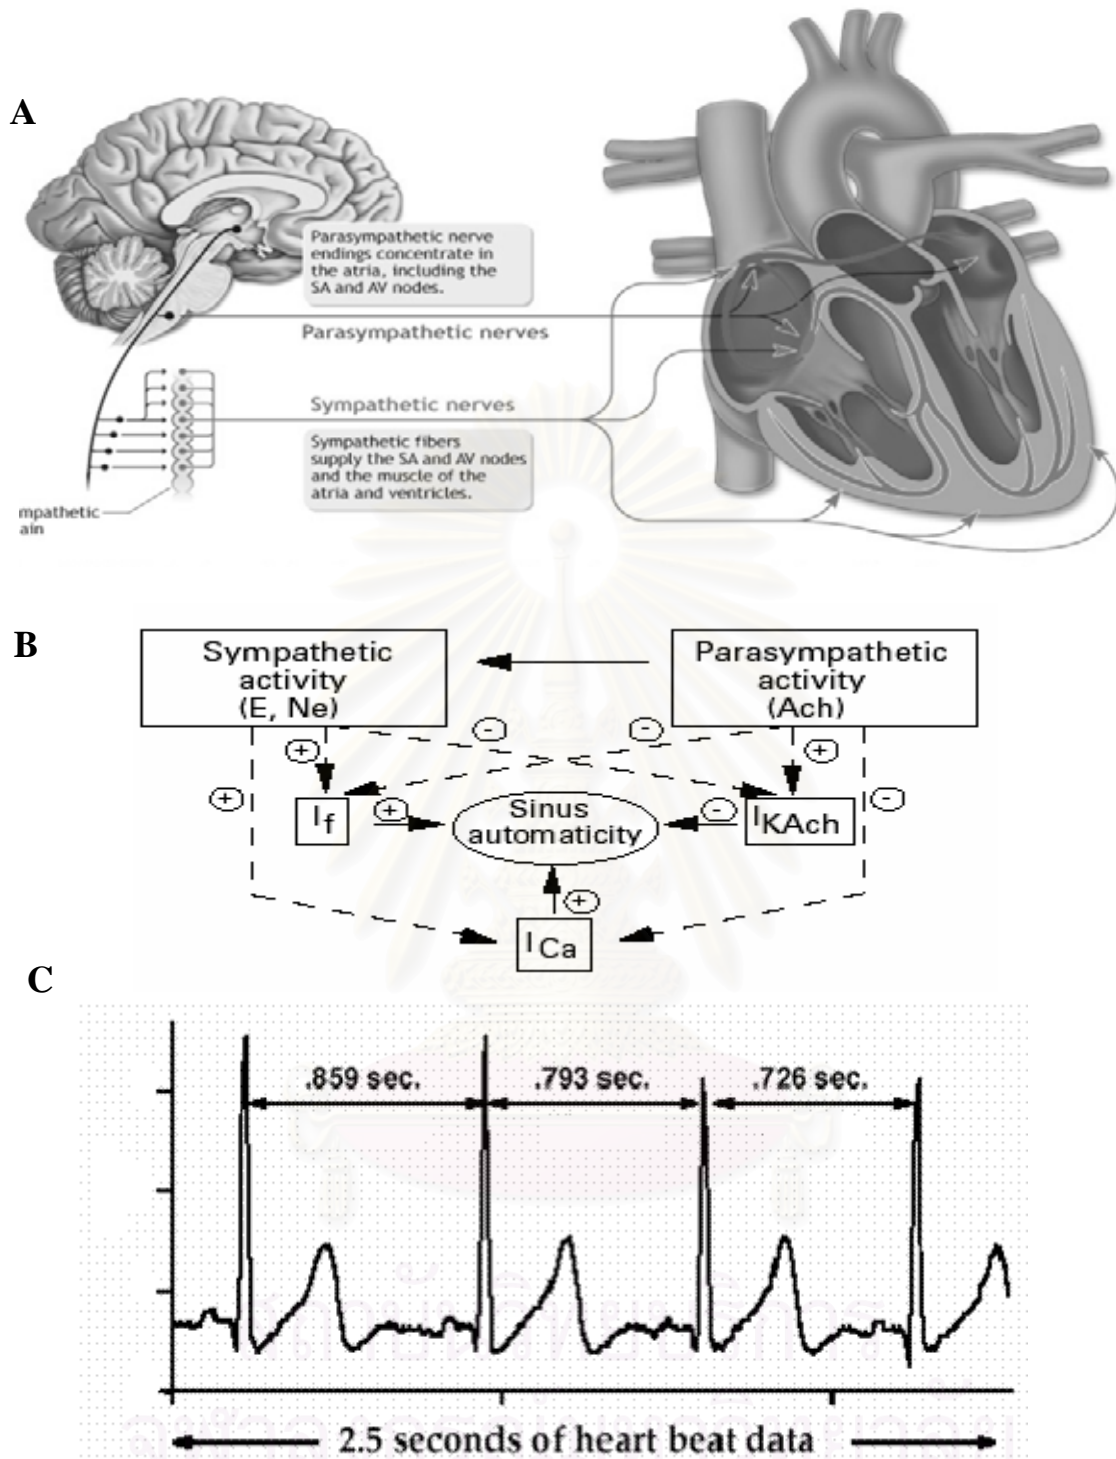 A
Parasympathetic nerve
endings concentrate in
the atria, including the
SA and AV nodes.
Parasympathetic nerves
Sympathetic nerves
Sympathetic fibers
supply the SA and AV nodes
and the muscle of the
atria and ventricles.
mpathetic
ain
B
Sympathetic
activity
(E, Ne)
Parasympathetic
activity
(Ach)
- -
+ +
+ -
If + Sinus - IKAch
automaticity
+
ICa
C
.859 sec. .793 sec. .726 sec.
2.5 seconds of heart beat data